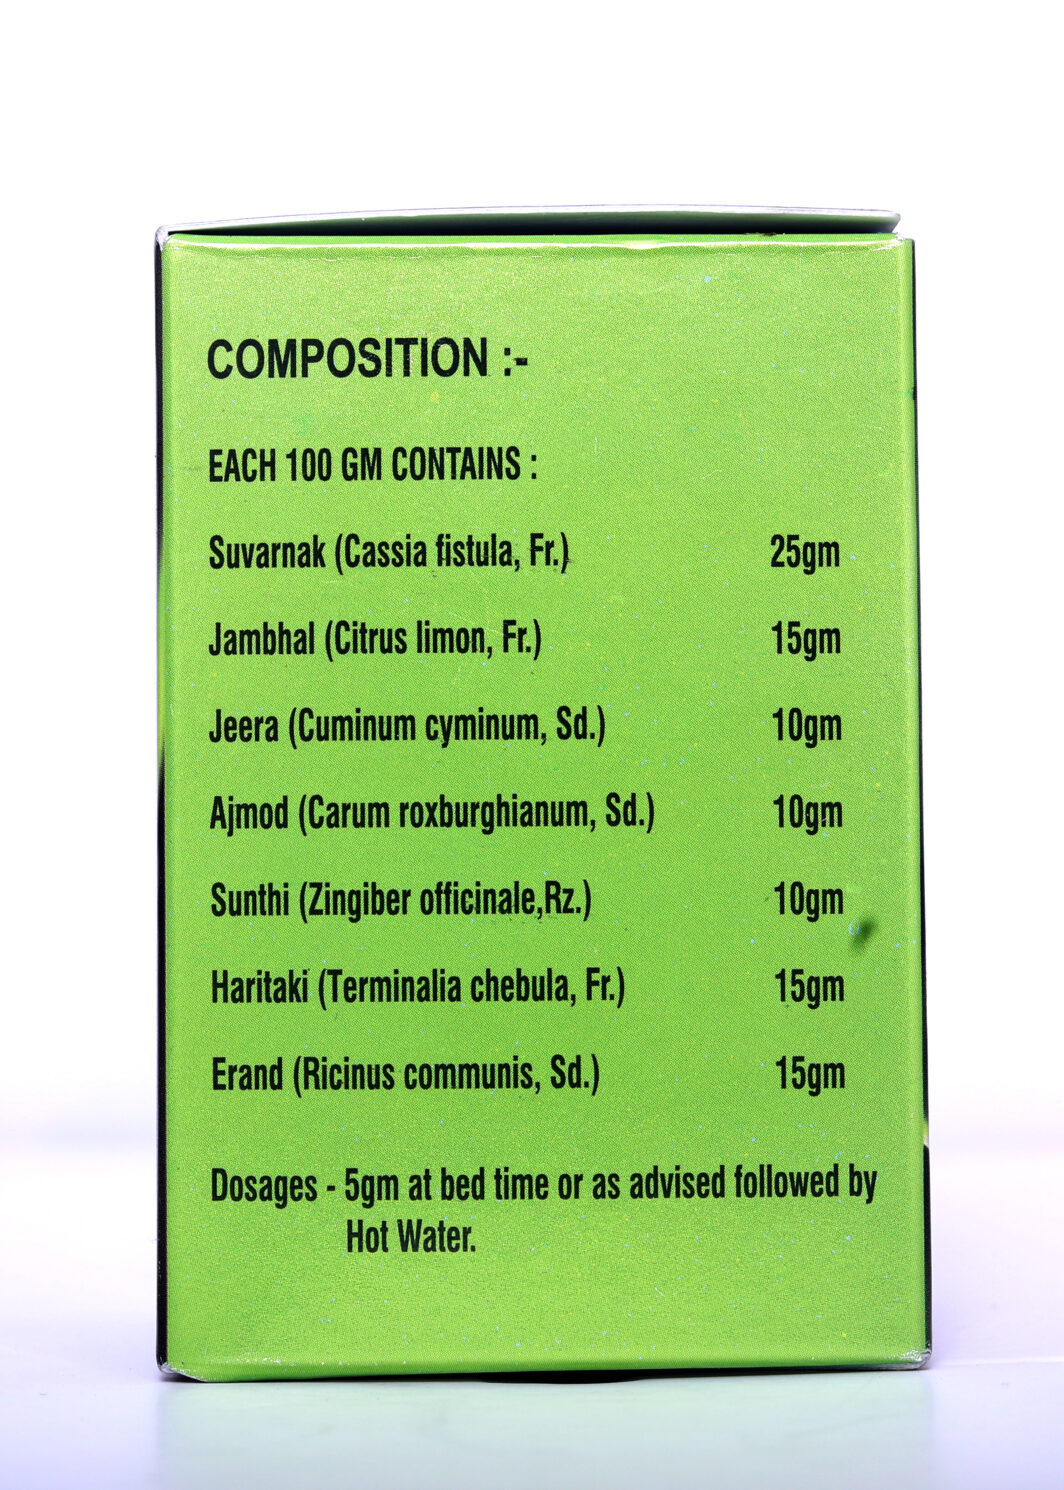 COMPOSITION :-
EACH 100 GM CONTAINS :
Suvarnak (Cassia fistula, Fr.) 25gm
Jambhal (Citrus limon, Fr.) 15gm
Jeera (Cuminum cyminum, Sd.) 10gm
Ajmod (Carum roxburghianum, Sd.) 10gm
Sunthi (Zingiber officinale,Rz.) 10gm
Haritaki (Terminalia chebula, Fr.) 15gm
Erand (Ricinus communis, Sd.) 15gm
Dosages - 5gm at bed time or as advised followed by
Hot Water.